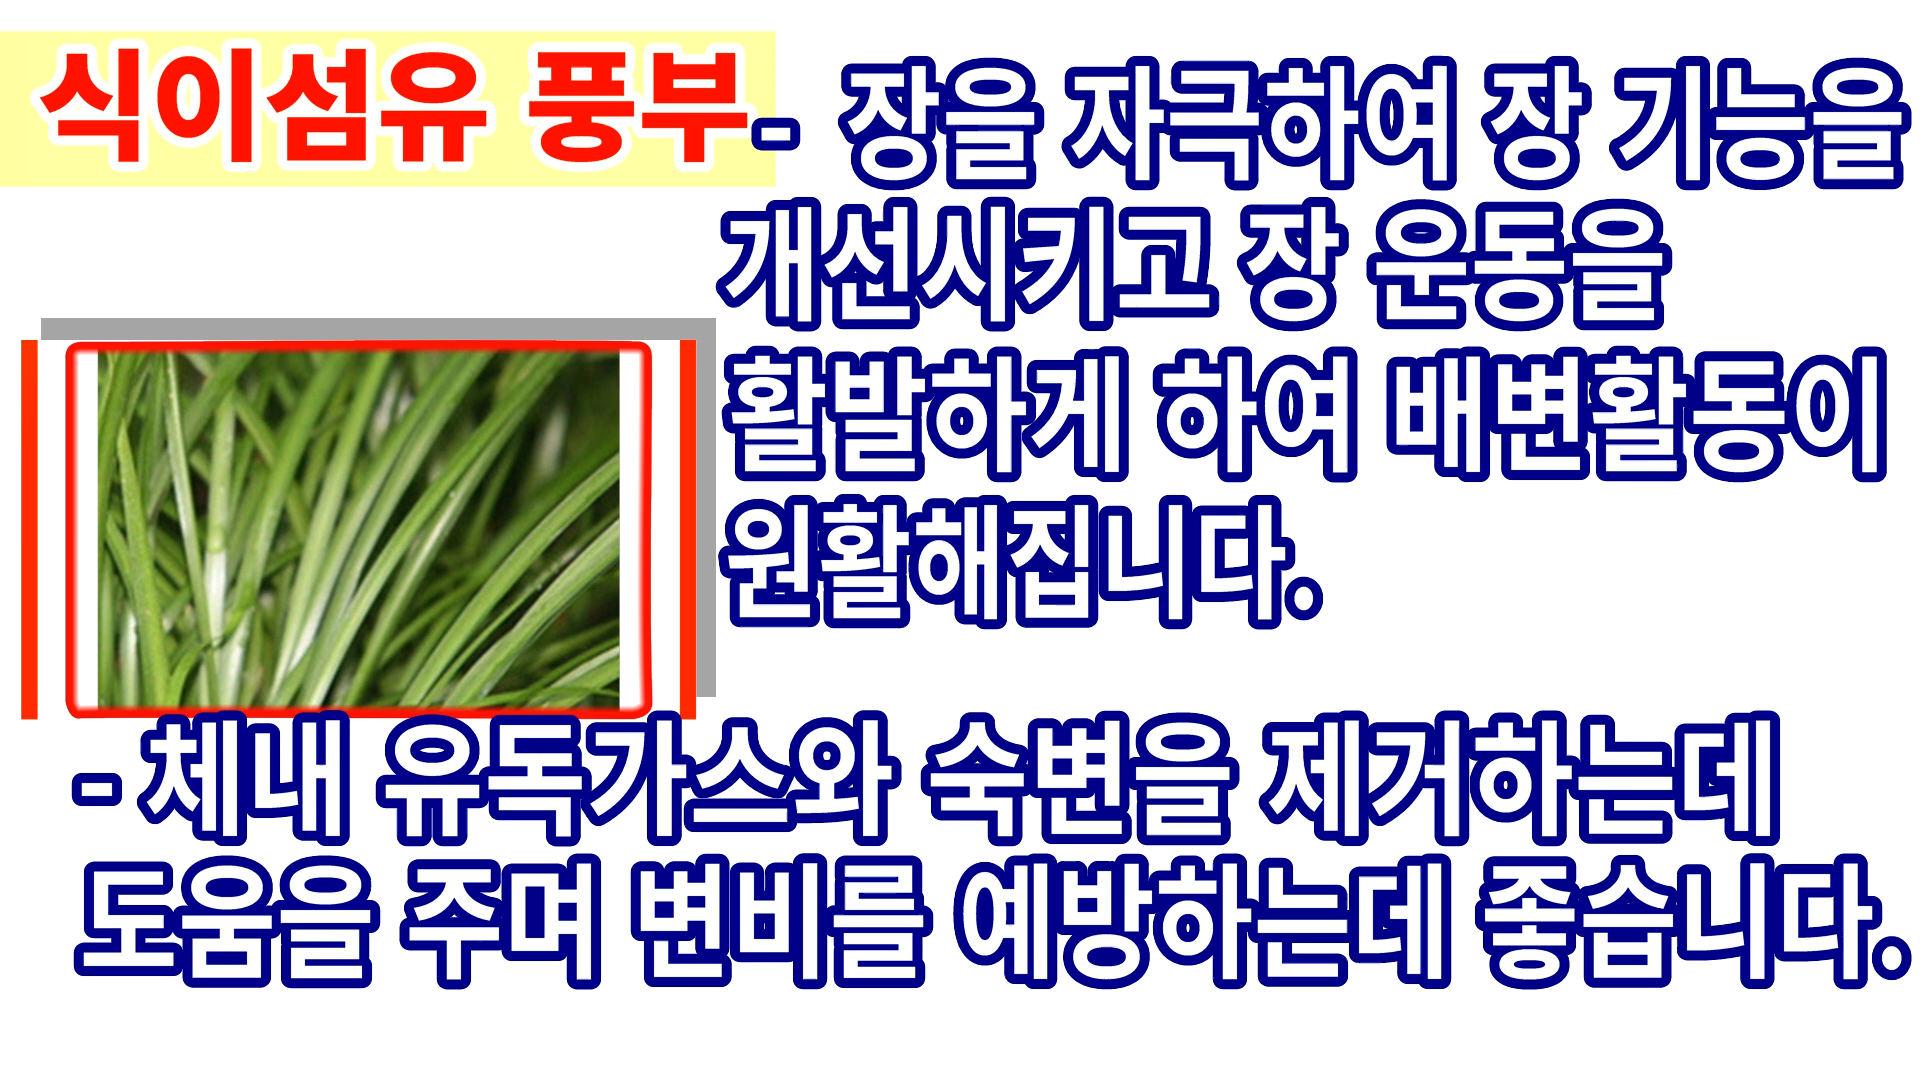 식이섬유 풍부
- 장을 자극하여 장 기능을
개선시키고 장 운동을
활발하게 하여 배변활동이
원활해집니다.
- 체내 유독가스와 숙변을 제거하는데
도움을 주며 변비를 예방하는데 좋습니다.